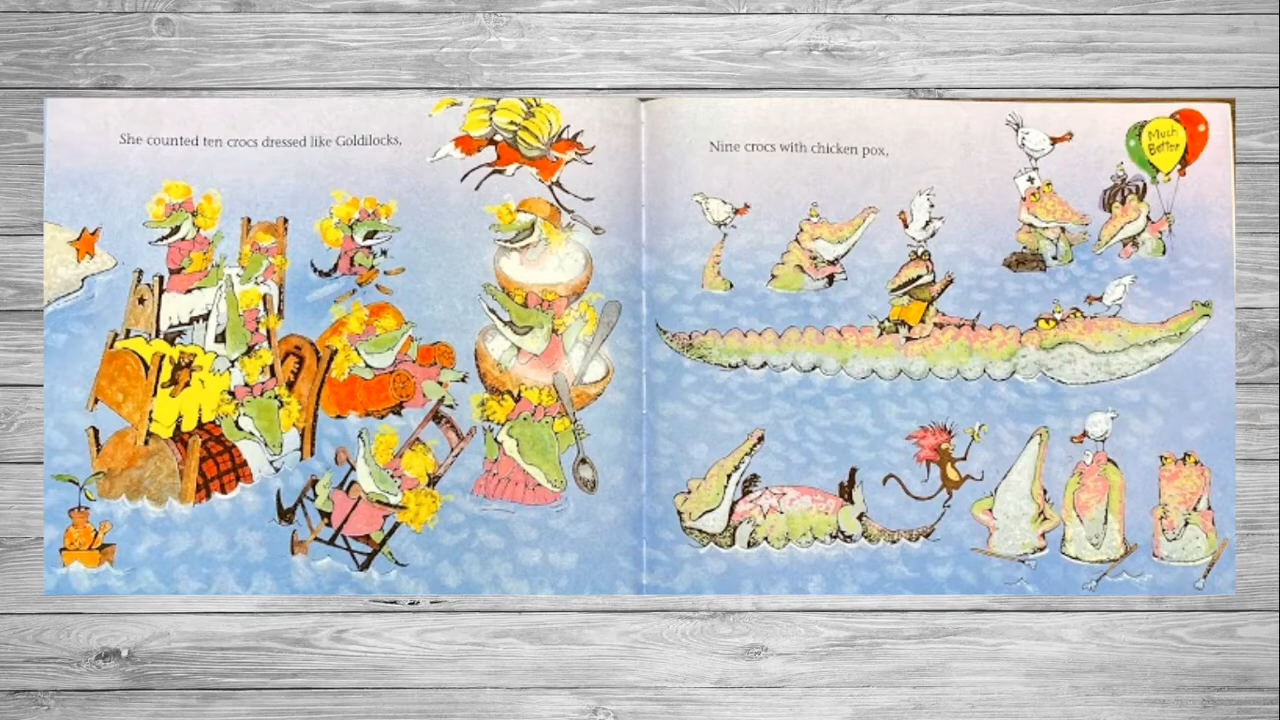 She counted ten crocs dressed like Goldilocks,
Nine crocs with chicken pox,
Much
Better